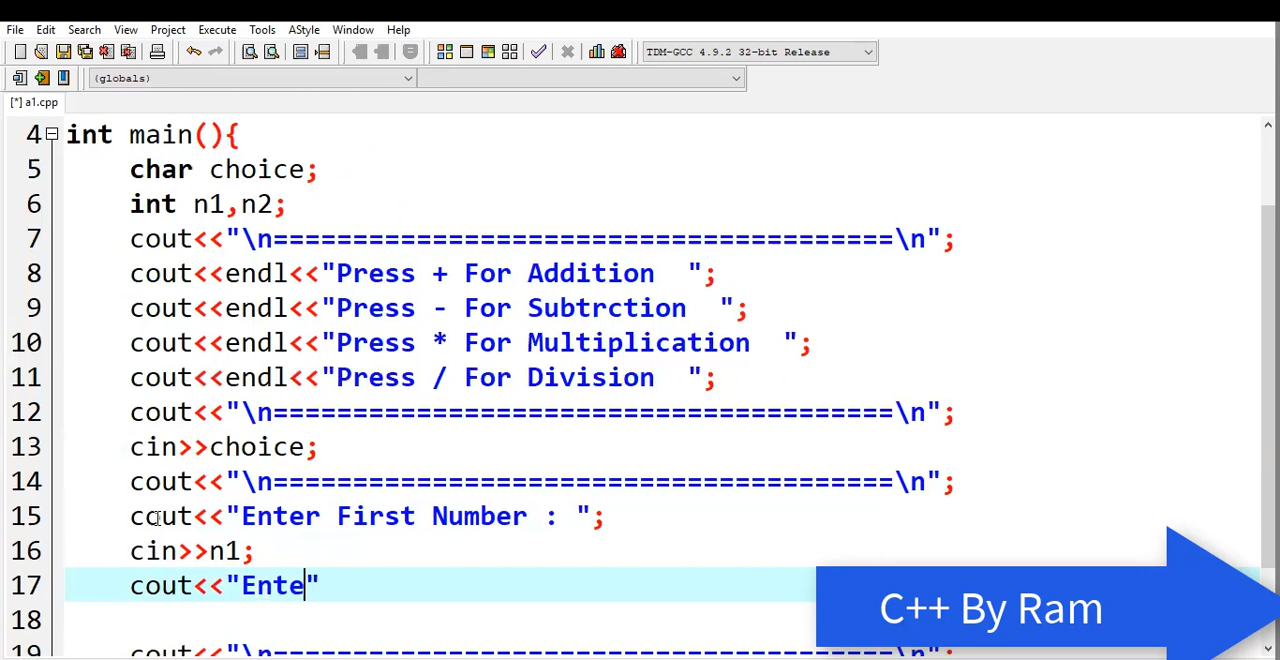 File Edit Search View Project Execute Tools AStyle Window Help
TDM-GCC 4.9.2 32-bit Release
(globals)
[*] a1.cpp
4 int main(){
5 char choice;
6 int n1,n2;
7 cout<<"\n=======================================\n";
8 cout<<endl<<"Press + For Addition  ";
9 cout<<endl<<"Press - For Subtrction  ";
10 cout<<endl<<"Press * For Multiplication  ";
11 cout<<endl<<"Press / For Division  ";
12 cout<<"\n=======================================\n";
13 cin>>choice;
14 cout<<"\n=======================================\n";
15 cout<<"Enter First Number : ";
16 cin>>n1;
17 cout<<"Ente"
18
19 cout<<"\n=======================================\n";
C++ By Ram